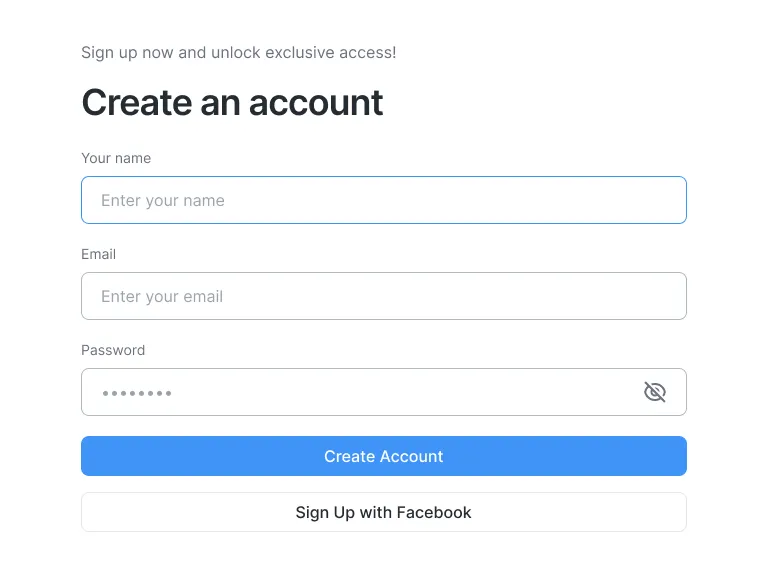 Sign up now and unlock exclusive access!
Create an account
Your name
Enter your name
Email
Enter your email
Password
••••••••
Create Account
Sign Up with Facebook